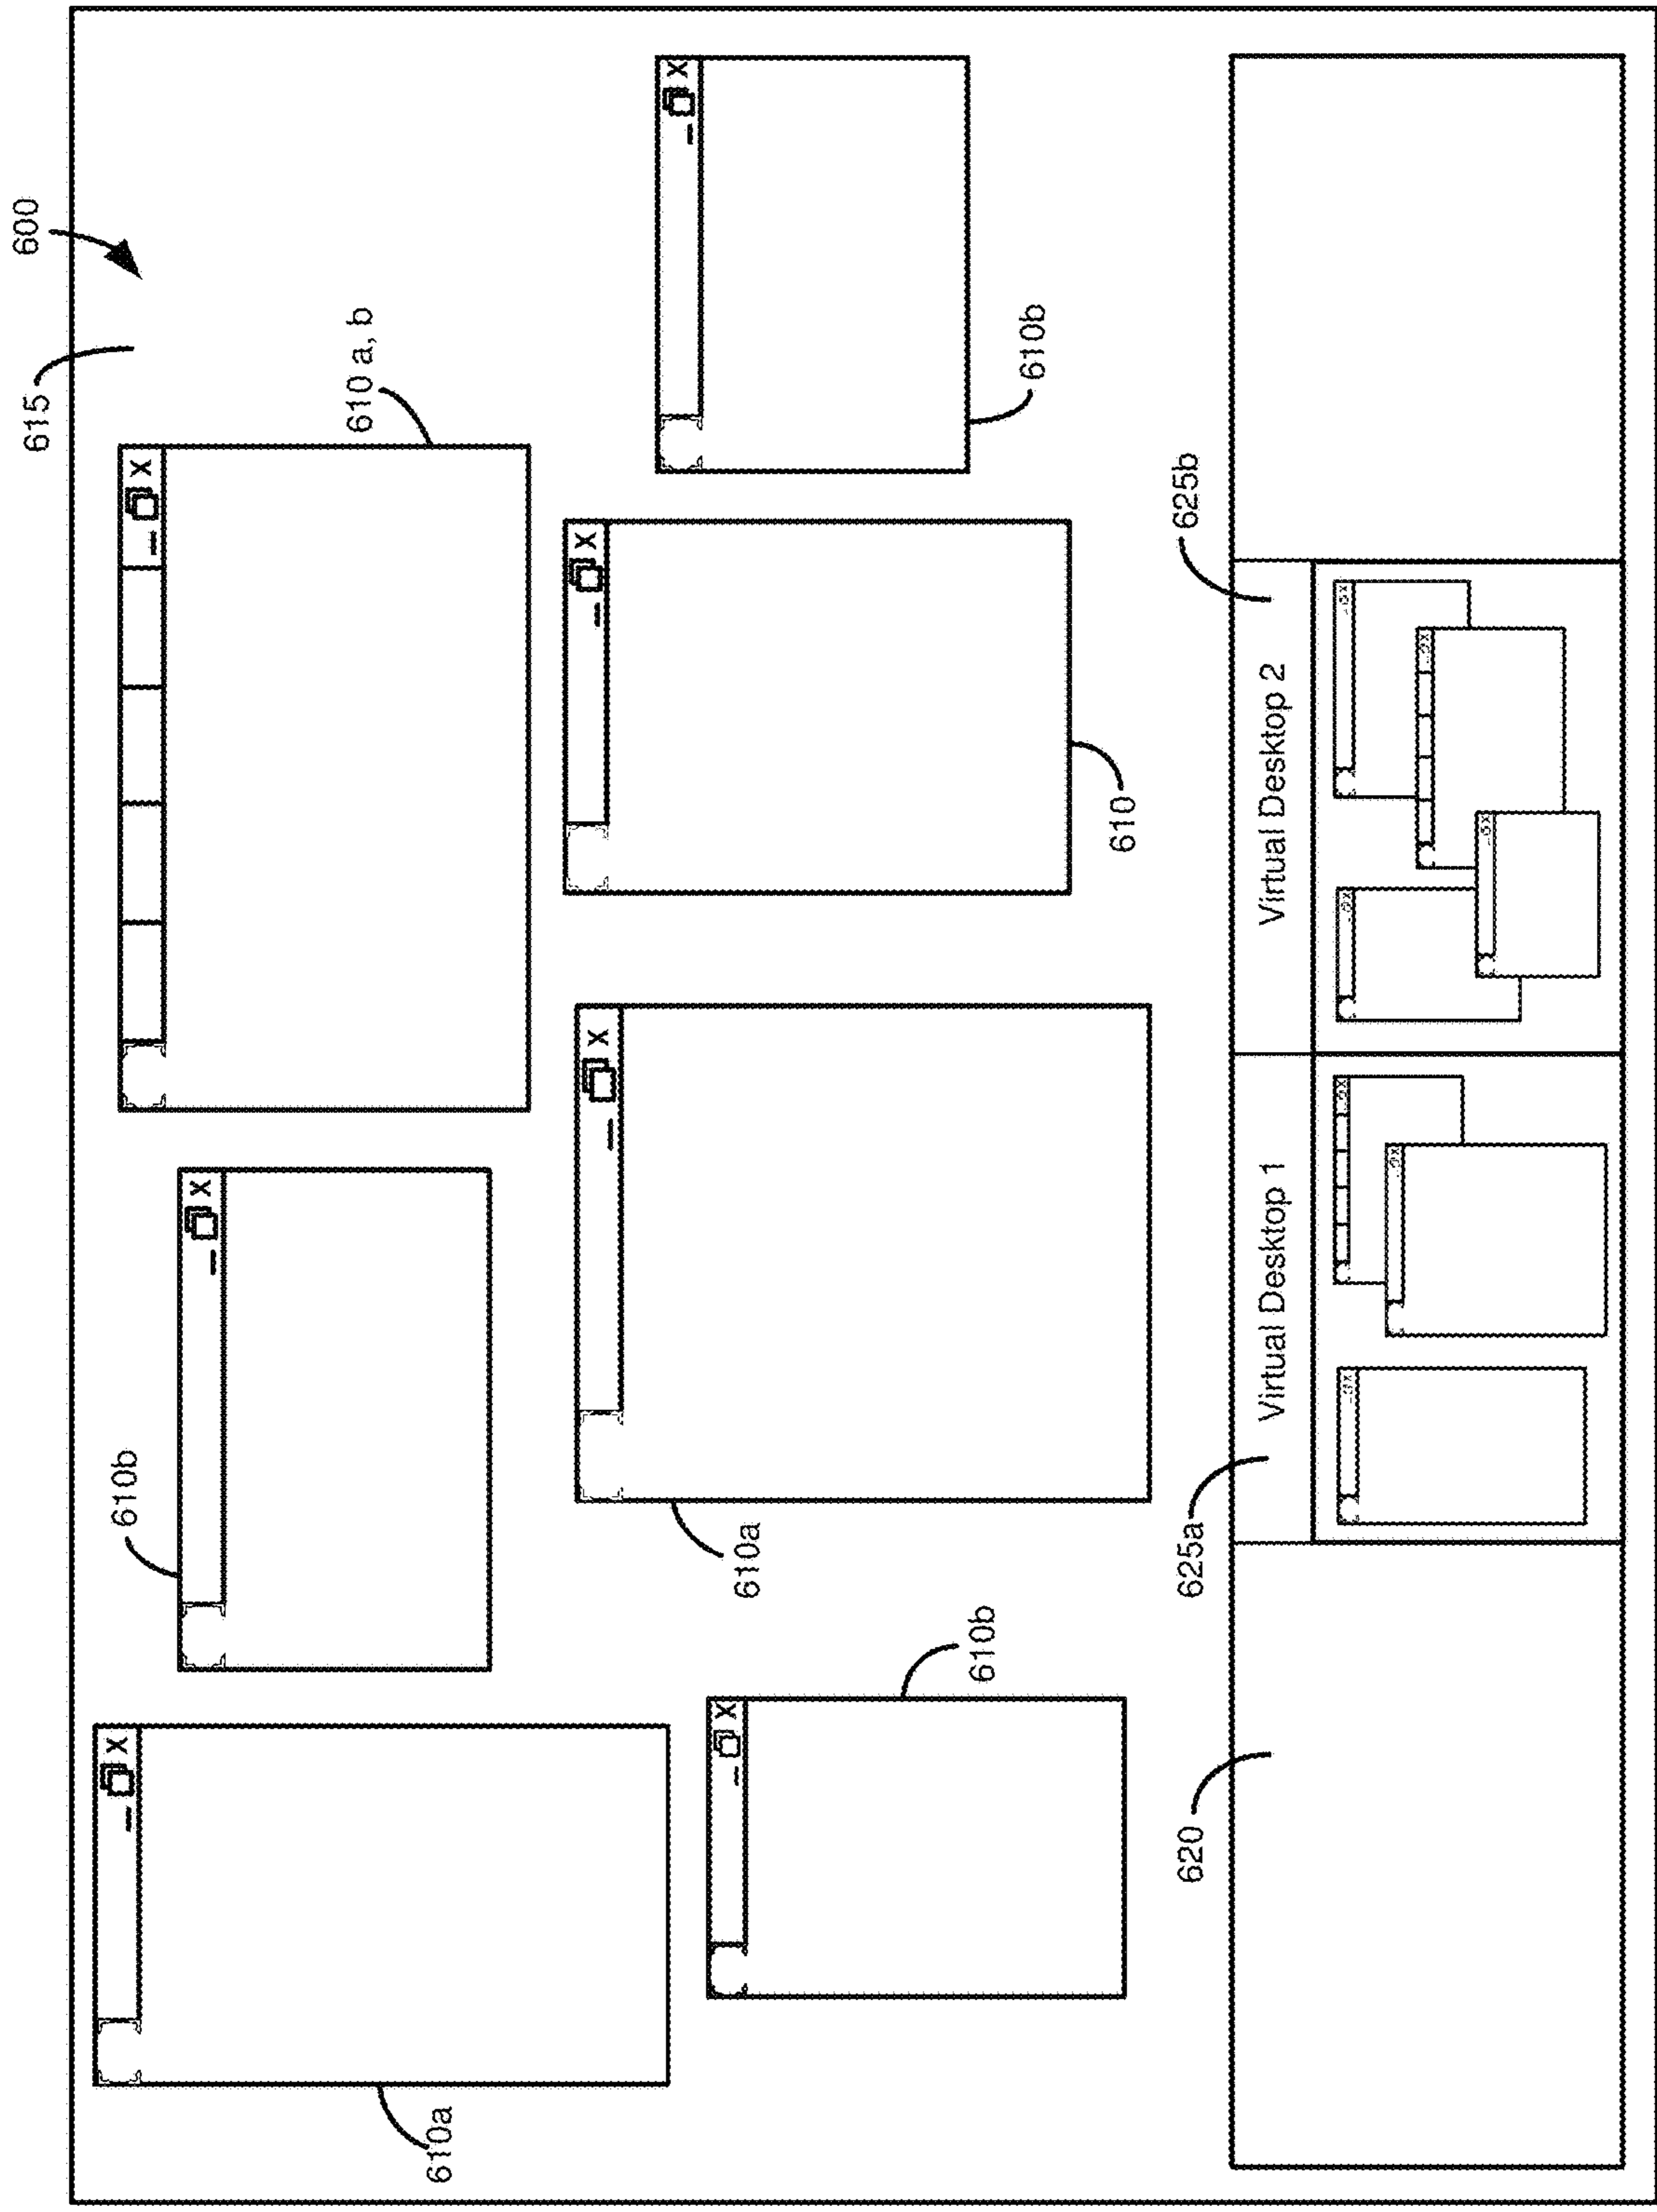 600
615
610 a, b
610b
610a
610b
610
610a
610b
620
625a
625b
Virtual Desktop 1
Virtual Desktop 2